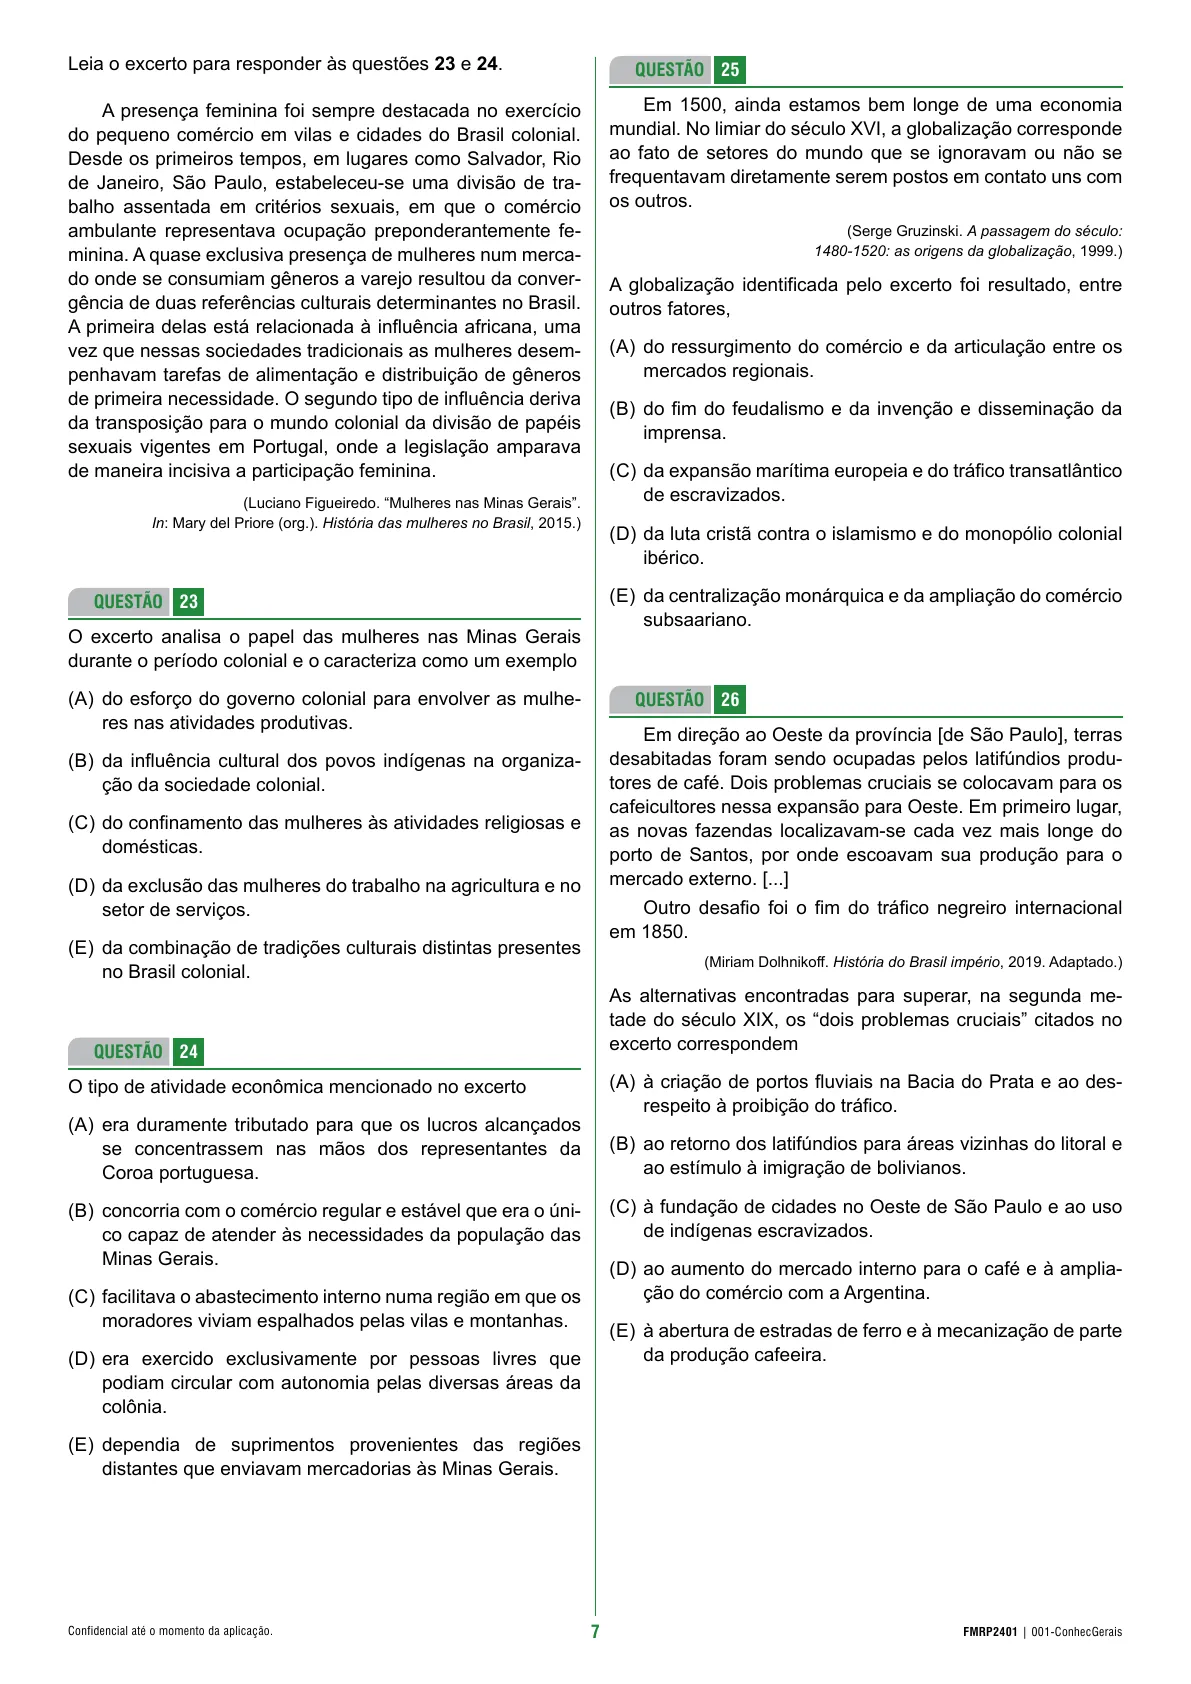 Leia o excerto para responder às questões 23 e 24.
A presença feminina foi sempre destacada no exercício
do pequeno comércio em vilas e cidades do Brasil colonial.
Desde os primeiros tempos, em lugares como Salvador, Rio
de Janeiro, São Paulo, estabeleceu-se uma divisão de tra-
balho assentada em critérios sexuais, em que o comércio
ambulante representava ocupação preponderantemente fe-
minina. A quase exclusiva presença de mulheres num merca-
do onde se consumiam gêneros a varejo resultou da conver-
gência de duas referências culturais determinantes no Brasil.
A primeira delas está relacionada à influência africana, uma
vez que nessas sociedades tradicionais as mulheres desem-
penhavam tarefas de alimentação e distribuição de gêneros
de primeira necessidade. O segundo tipo de influência deriva
da transposição para o mundo colonial da divisão de papéis
sexuais vigentes em Portugal, onde a legislação amparava
de maneira incisiva a participação feminina.
(Luciano Figueiredo. “Mulheres nas Minas Gerais”.
In: Mary del Priore (org.). História das mulheres no Brasil, 2015.)
QUESTÃO 23
O excerto analisa o papel das mulheres nas Minas Gerais
durante o período colonial e o caracteriza como um exemplo
(A) do esforço do governo colonial para envolver as mulhe-
res nas atividades produtivas.
(B) da influência cultural dos povos indígenas na organiza-
ção da sociedade colonial.
(C) do confinamento das mulheres às atividades religiosas e
domésticas.
(D) da exclusão das mulheres do trabalho na agricultura e no
setor de serviços.
(E) da combinação de tradições culturais distintas presentes
no Brasil colonial.
QUESTÃO 24
O tipo de atividade econômica mencionado no excerto
(A) era duramente tributado para que os lucros alcançados
se concentrassem nas mãos dos representantes da
Coroa portuguesa.
(B) concorria com o comércio regular e estável que era o úni-
co capaz de atender às necessidades da população das
Minas Gerais.
(C) facilitava o abastecimento interno numa região em que os
moradores viviam espalhados pelas vilas e montanhas.
(D) era exercido exclusivamente por pessoas livres que
podiam circular com autonomia pelas diversas áreas da
colônia.
(E) dependia de suprimentos provenientes das regiões
distantes que enviavam mercadorias às Minas Gerais.
QUESTÃO 25
Em 1500, ainda estamos bem longe de uma economia
mundial. No limiar do século XVI, a globalização corresponde
ao fato de setores do mundo que se ignoravam ou não se
frequentavam diretamente serem postos em contato uns com
os outros.
(Serge Gruzinski. A passagem do século:
1480-1520: as origens da globalização, 1999.)
A globalização identificada pelo excerto foi resultado, entre
outros fatores,
(A) do ressurgimento do comércio e da articulação entre os
mercados regionais.
(B) do fim do feudalismo e da invenção e disseminação da
imprensa.
(C) da expansão marítima europeia e do tráfico transatlântico
de escravizados.
(D) da luta cristã contra o islamismo e do monopólio colonial
ibérico.
(E) da centralização monárquica e da ampliação do comércio
subsaariano.
QUESTÃO 26
Em direção ao Oeste da província [de São Paulo], terras
desabitadas foram sendo ocupadas pelos latifúndios produ-
tores de café. Dois problemas cruciais se colocavam para os
cafeicultores nessa expansão para Oeste. Em primeiro lugar,
as novas fazendas localizavam-se cada vez mais longe do
porto de Santos, por onde escoavam sua produção para o
mercado externo. [...]
Outro desafio foi o fim do tráfico negreiro internacional
em 1850.
(Miriam Dolhnikoff. História do Brasil império, 2019. Adaptado.)
As alternativas encontradas para superar, na segunda me-
tade do século XIX, os “dois problemas cruciais” citados no
excerto correspondem
(A) à criação de portos fluviais na Bacia do Prata e ao des-
respeito à proibição do tráfico.
(B) ao retorno dos latifúndios para áreas vizinhas do litoral e
ao estímulo à imigração de bolivianos.
(C) à fundação de cidades no Oeste de São Paulo e ao uso
de indígenas escravizados.
(D) ao aumento do mercado interno para o café e à amplia-
ção do comércio com a Argentina.
(E) à abertura de estradas de ferro e à mecanização de parte
da produção cafeeira.
Confidencial até o momento da aplicação.
7
FMRP2401 | 001-ConhecGerais